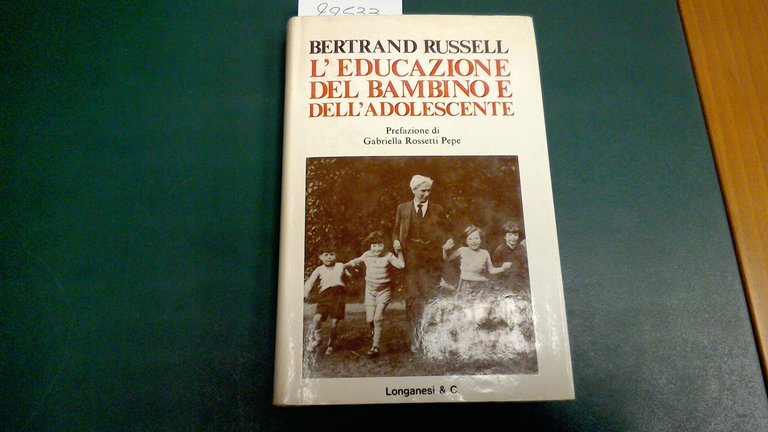 BERTRAND RUSSELL
L'EDUCAZIONE
DEL BAMBINO E
DELL'ADOLESCENTE
Prefazione di
Gabriella Rossetti Pepe
Longanesi & C.